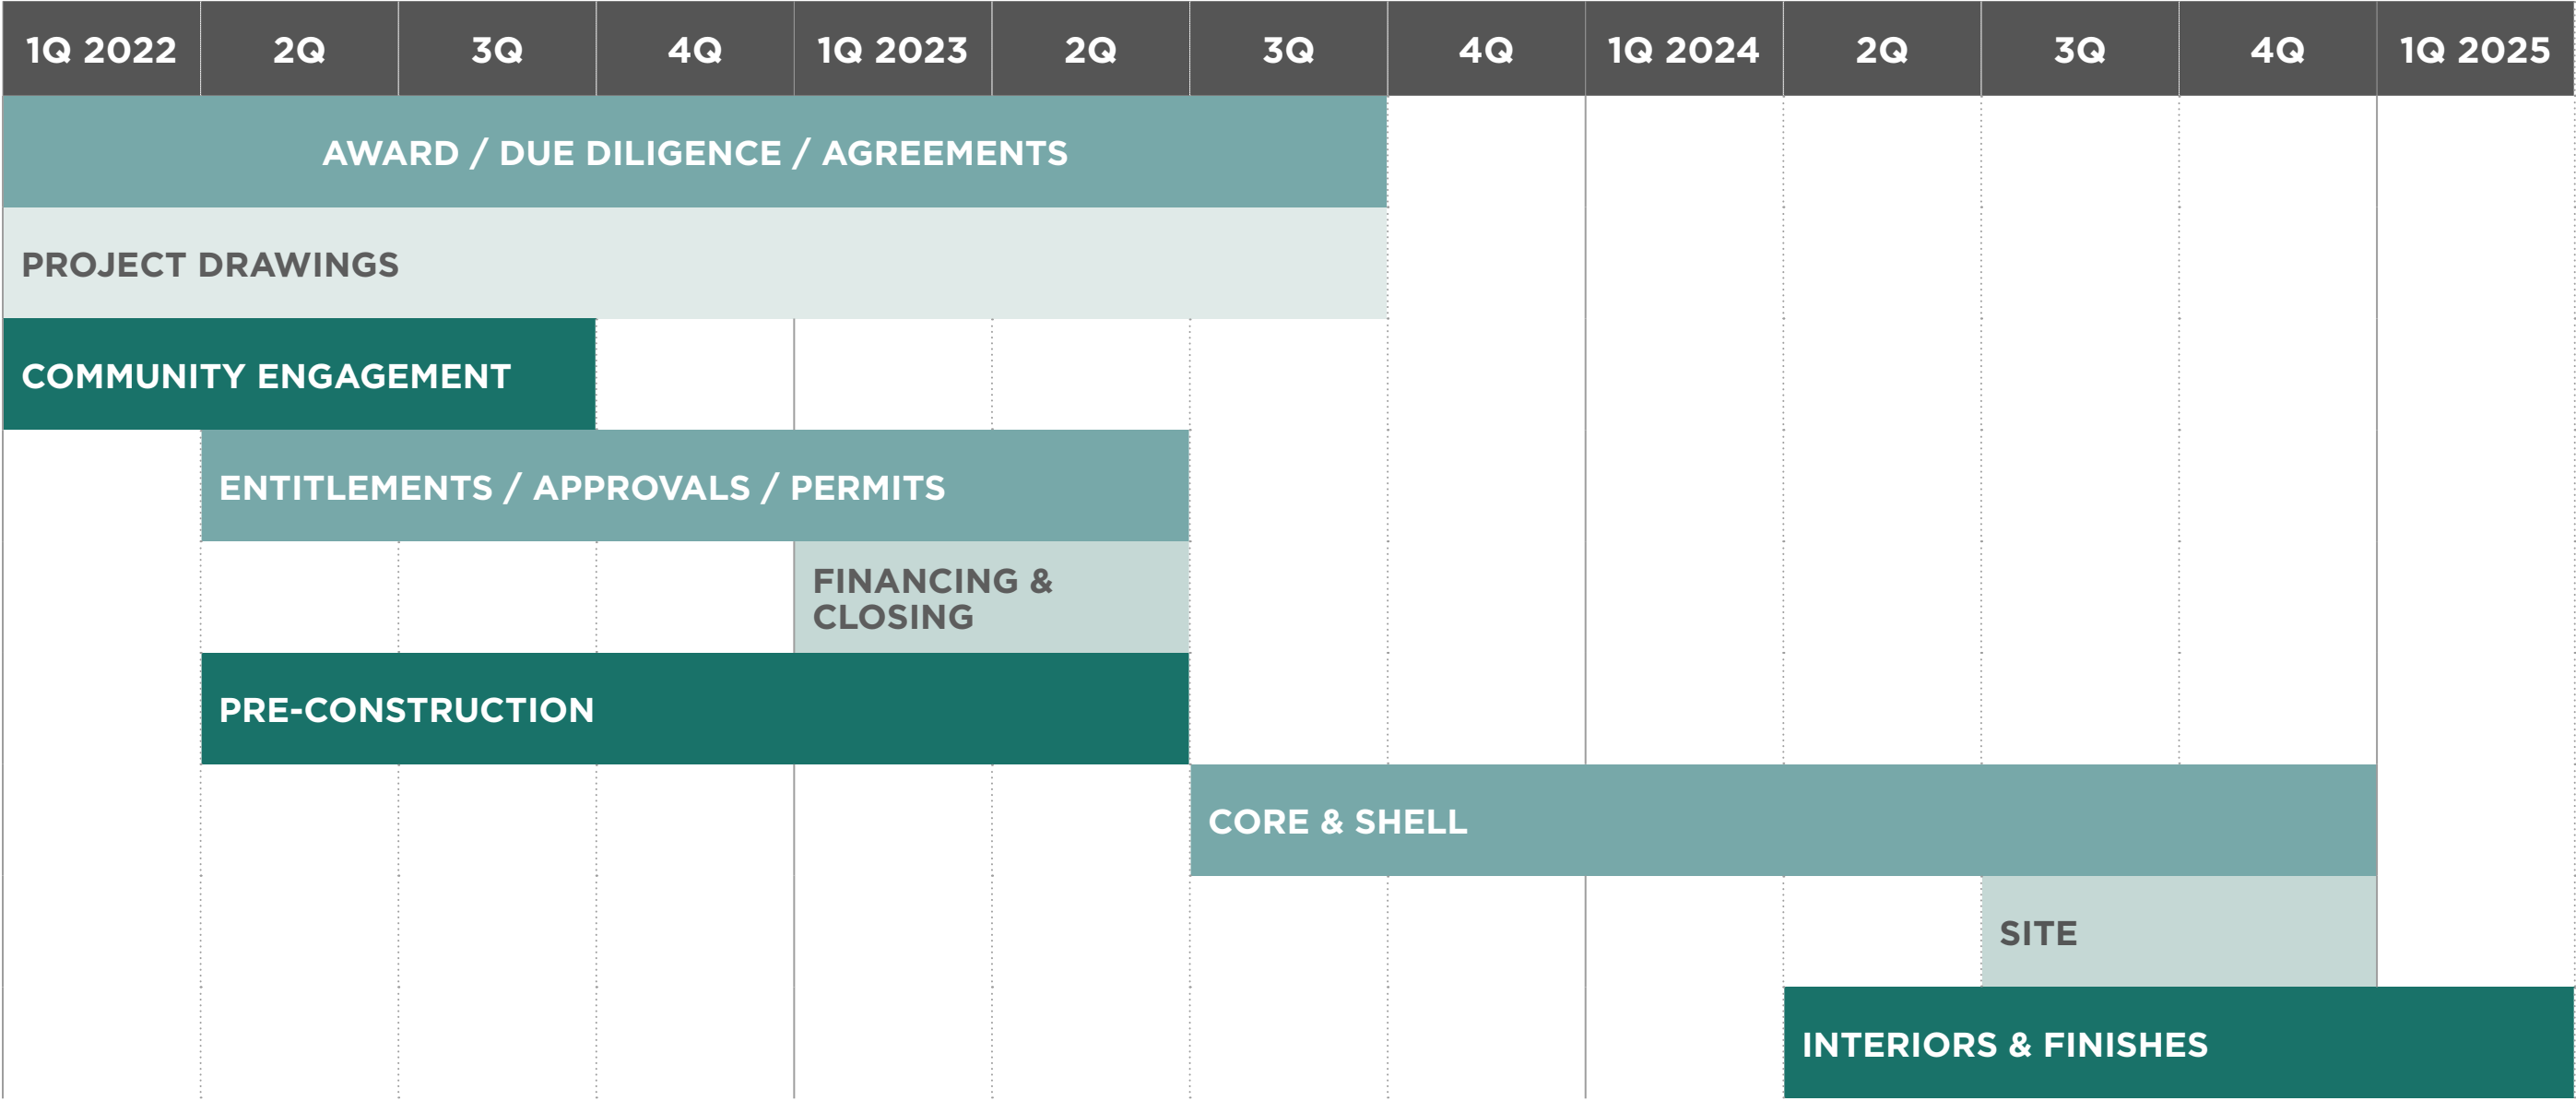 1Q 2022 2Q 3Q 4Q 1Q 2023 2Q 3Q 4Q 1Q 2024 2Q 3Q 4Q 1Q 2025
AWARD / DUE DILIGENCE / AGREEMENTS
PROJECT DRAWINGS
COMMUNITY ENGAGEMENT
ENTITLEMENTS / APPROVALS / PERMITS
FINANCING &
CLOSING
PRE-CONSTRUCTION
CORE & SHELL
SITE
INTERIORS & FINISHES